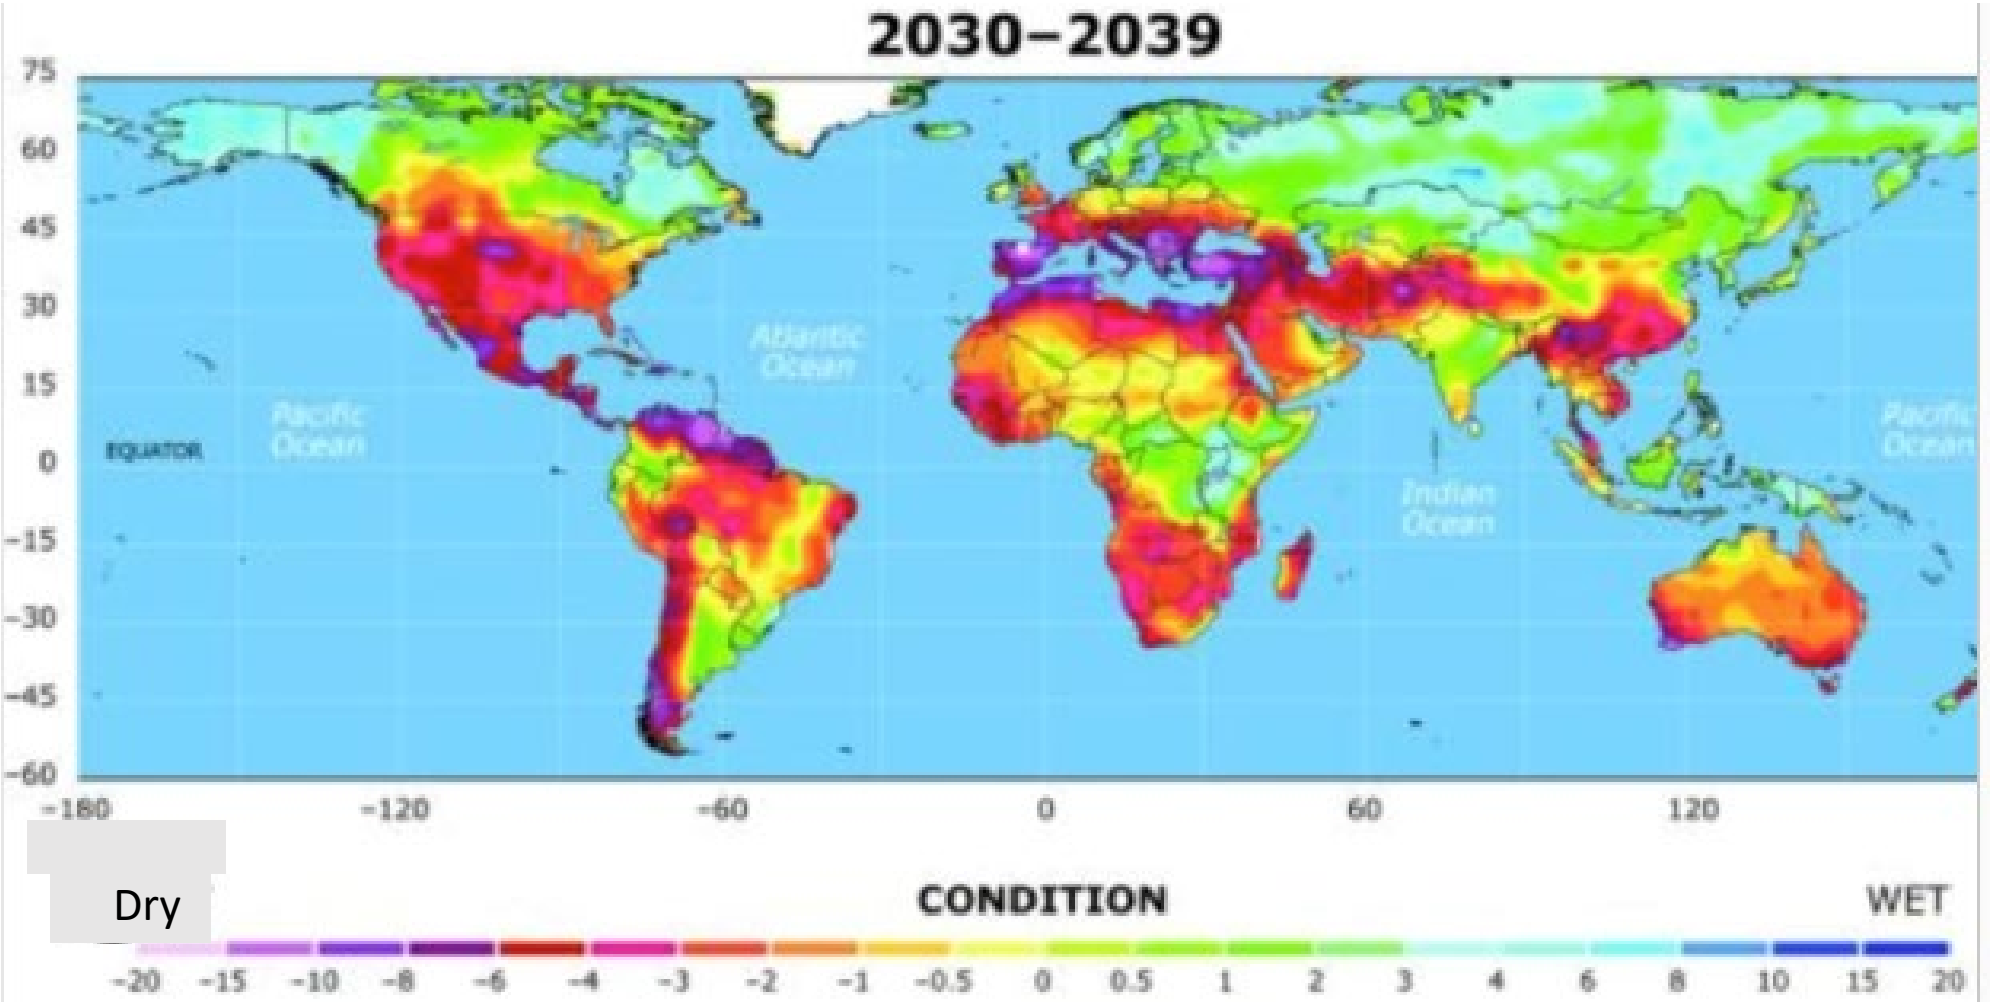 2030–2039
75
60
45
30
15
0
–15
–30
–45
–60
Atlantic
Ocean
Pacific
Ocean
EQUATOR
Indian
Ocean
Pacific
Ocean
–180 –120 –60 0 60 120
Dry CONDITION WET
–20 –15 –10 –8 –6 –4 –3 –2 –1 –0.5 0 0.5 1 2 3 4 6 8 10 15 20